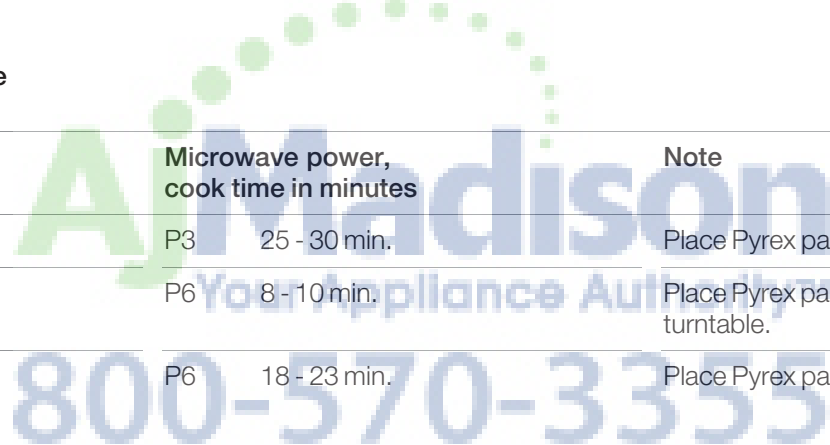 e
Microwave power, Note
cook time in minutes
P3 25 - 30 min. Place Pyrex pa
P6 8 - 10 min. Place Pyrex pa
turntable.
P6 18 - 23 min. Place Pyrex pa
AjMadison
Your Appliance Authority™
800-570-3355